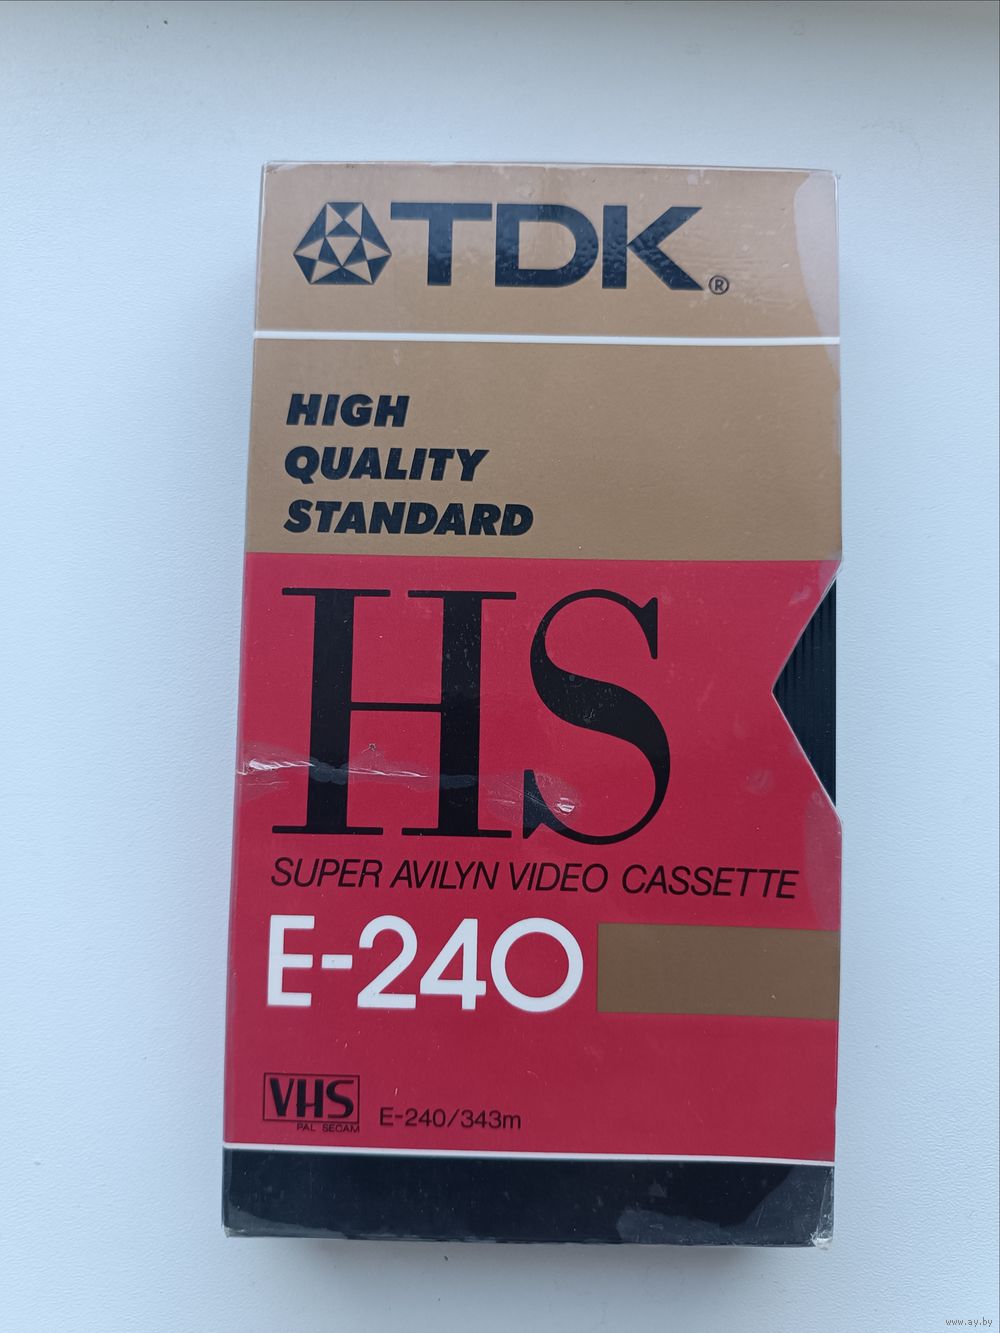 TDK®
HIGH
QUALITY
STANDARD
HS
SUPER AVILYN VIDEO CASSETTE
E-240
VHS
PAL SECAM
E-240/343m
www.ay.by